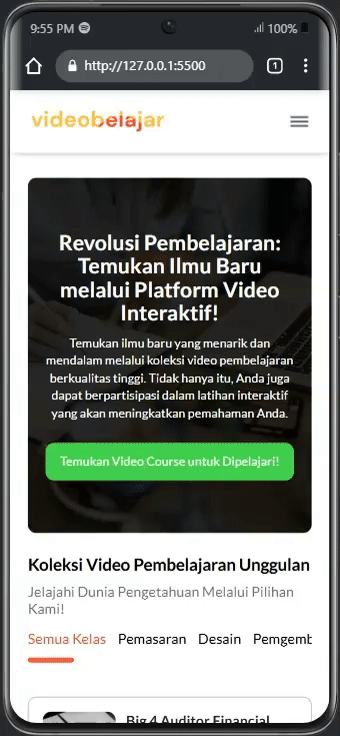 9:55 PM 100%
http://127.0.0.1:5500 1
videobelajar
Revolusi Pembelajaran:
Temukan Ilmu Baru
melalui Platform Video
Interaktif!
Temukan ilmu baru yang menarik dan
mendalam melalui koleksi video pembelajaran
berkualitas tinggi. Tidak hanya itu, Anda juga
dapat berpartisipasi dalam latihan interaktif
yang akan meningkatkan pemahaman Anda.
Temukan Video Course untuk Dipelajari!
Koleksi Video Pembelajaran Unggulan
Jelajahi Dunia Pengetahuan Melalui Pilihan
Kami!
Semua Kelas Pemasaran Desain Pemgemb
Big 4 Auditor Financial